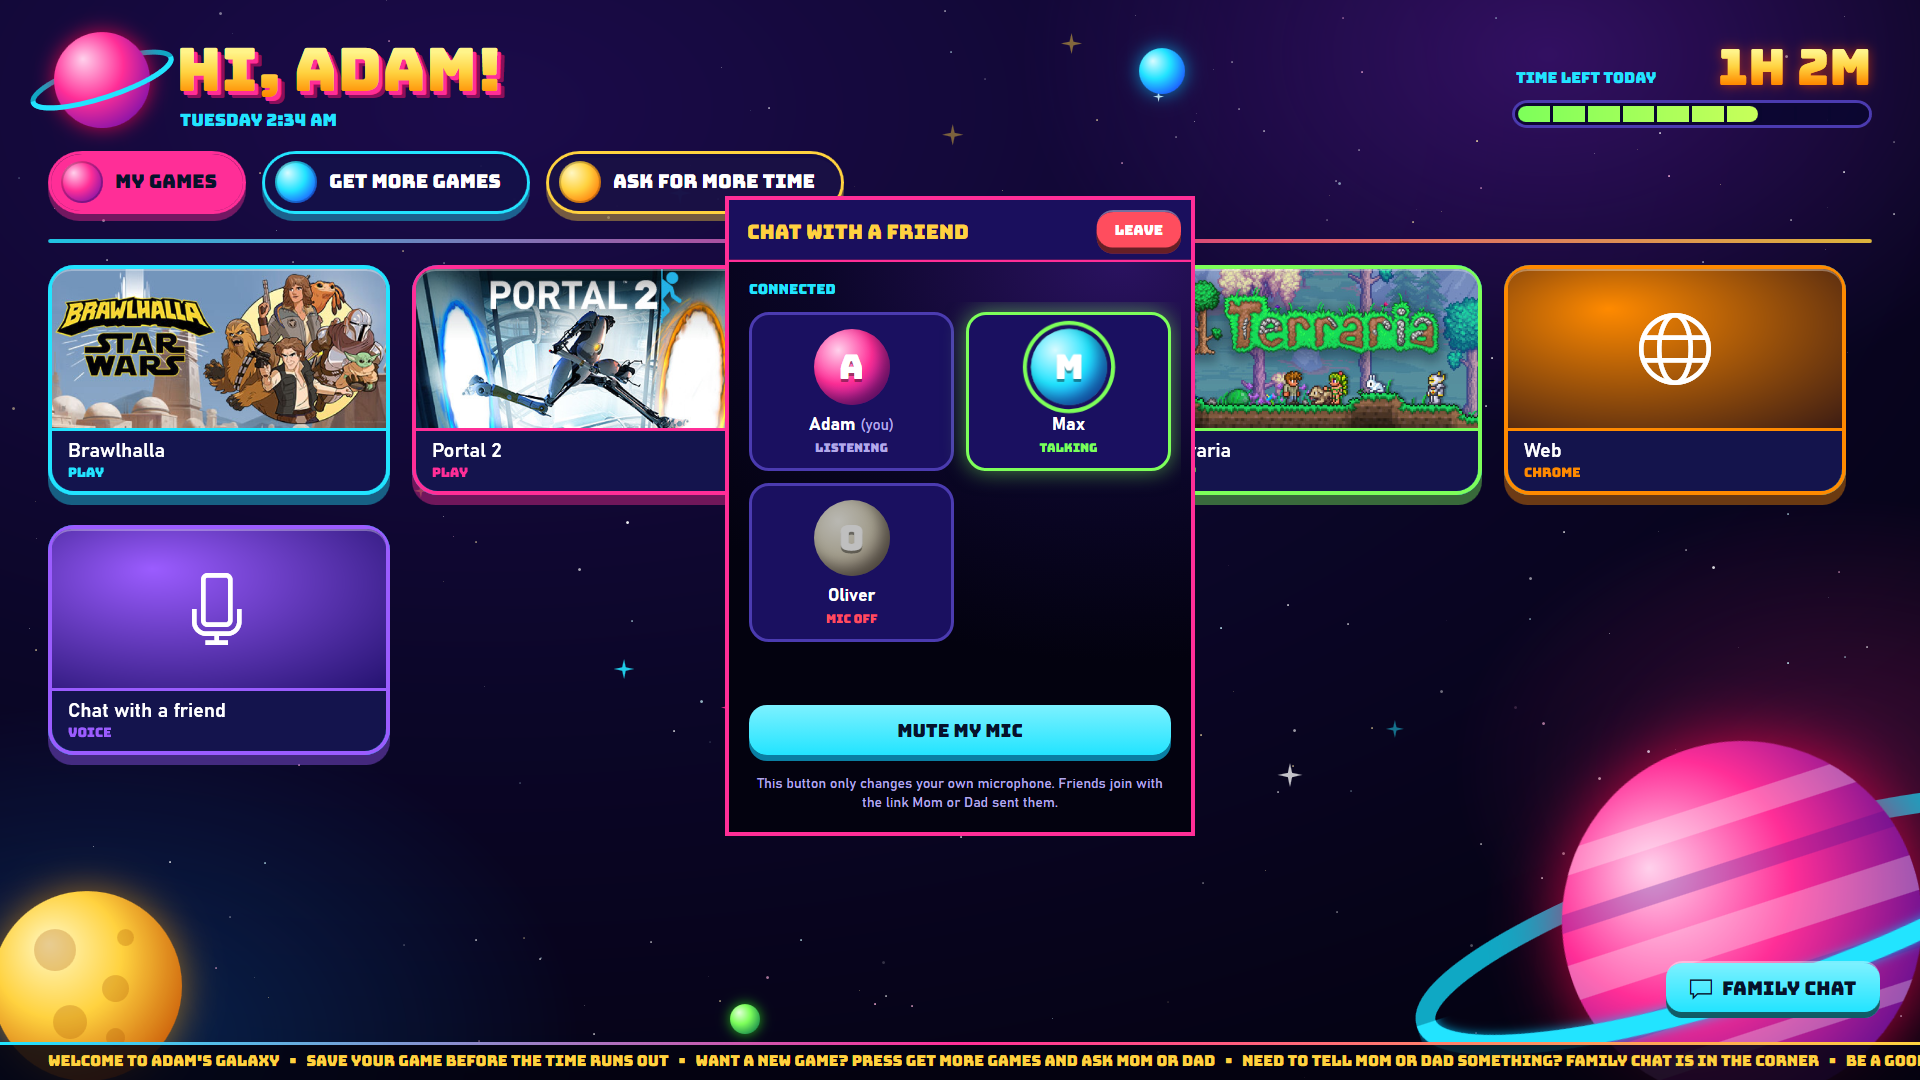 HI, ADAM!
TUESDAY 2:34 AM
TIME LEFT TODAY
1H 2M
MY GAMES
GET MORE GAMES
ASK FOR MORE TIME
CHAT WITH A FRIEND
LEAVE
CONNECTED
A
Adam (you)
LISTENING
M
Max
TALKING
O
Oliver
MIC OFF
MUTE MY MIC
This button only changes your own microphone. Friends join with
the link Mom or Dad sent them.
BRAWLHALLA
STAR
WARS
Brawlhalla
PLAY
PORTAL 2
Portal 2
PLAY
Terraria
raria
Web
CHROME
Chat with a friend
VOICE
FAMILY CHAT
WELCOME TO ADAM'S GALAXY ▪ SAVE YOUR GAME BEFORE THE TIME RUNS OUT ▪ WANT A NEW GAME? PRESS GET MORE GAMES AND ASK MOM OR DAD ▪ NEED TO TELL MOM OR DAD SOMETHING? FAMILY CHAT IS IN THE CORNER ▪ BE A GOO